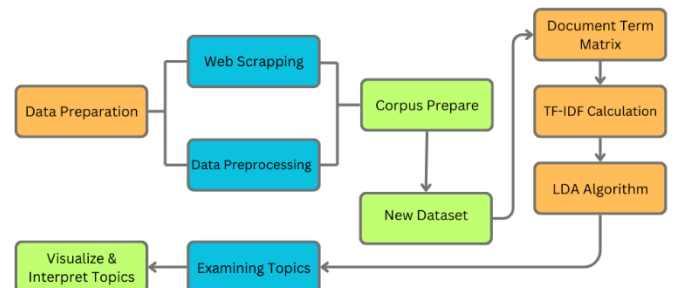 Data Preparation
Web Scrapping
Data Preprocessing
Corpus Prepare
New Dataset
Document Term
Matrix
TF-IDF Calculation
LDA Algorithm
Examining Topics
Visualize &
Interpret Topics